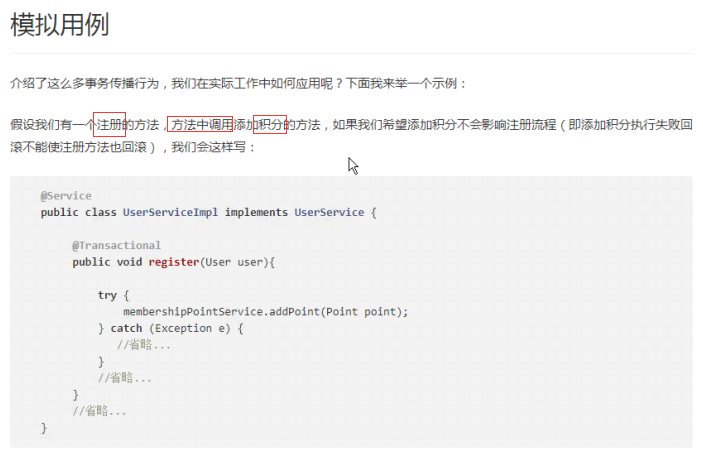 模拟用例
介绍了这么多事务传播行为，我们在实际工作中如何应用呢？下面我来举一个示例：
假设我们有一个注册的方法，方法中调用添加积分的方法，如果我们希望添加积分不会影响注册流程（即添加积分执行失败回
滚不能使注册方法也回滚），我们会这样写：
@Service
public class UserServiceImpl implements UserService {
@Transactional
public void register(User user){
try {
membershipPointService.addPoint(Point point);
} catch (Exception e) {
//省略...
}
//省略...
}
//省略...
}